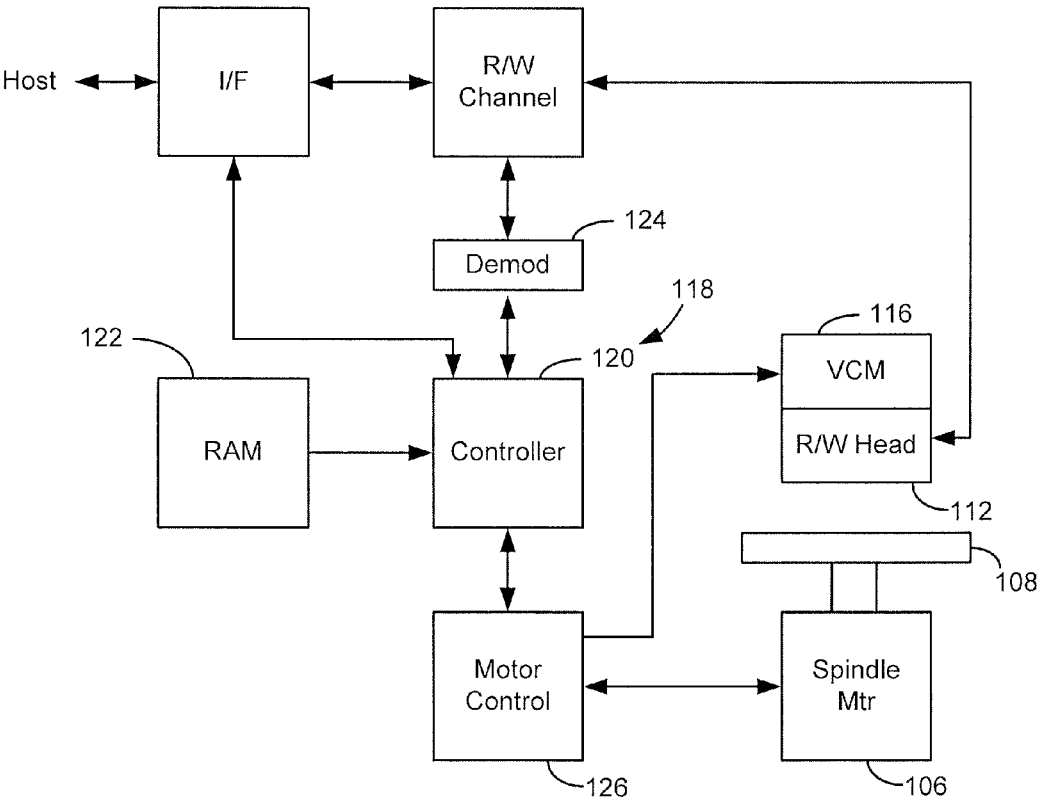 Host
I/F
R/W
Channel
124
Demod
118
122
120
116
VCM
RAM
Controller
R/W Head
112
108
Motor
Control
Spindle
Mtr
126
106